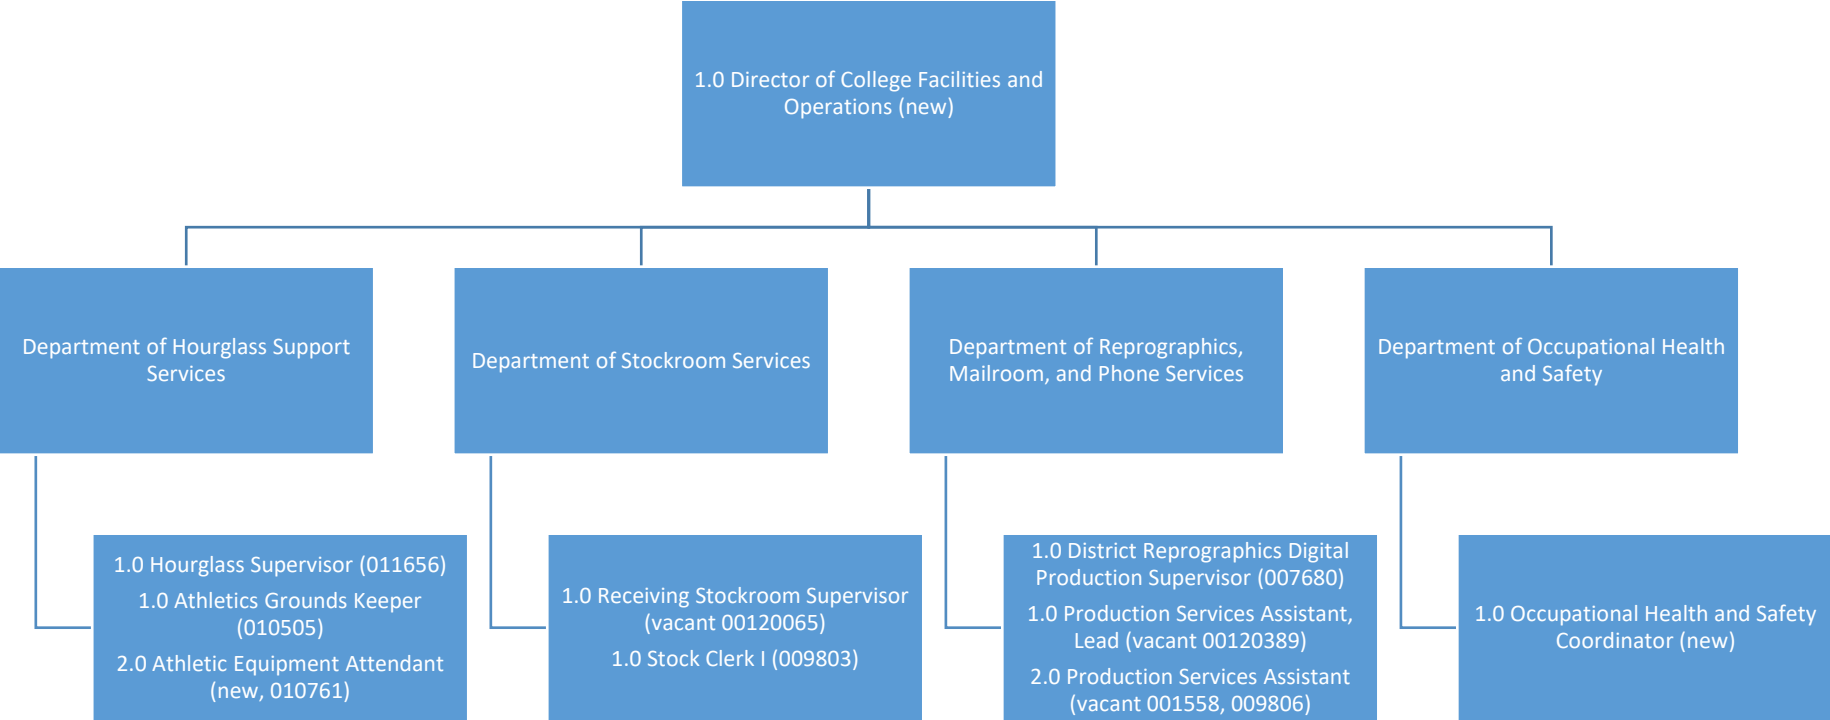 1.0 Director of College Facilities and
Operations (new)
Department of Hourglass Support
Services
Department of Stockroom Services
Department of Reprographics,
Mailroom, and Phone Services
Department of Occupational Health
and Safety
1.0 Hourglass Supervisor (011656)
1.0 Athletics Grounds Keeper
(010505)
2.0 Athletic Equipment Attendant
(new, 010761)
1.0 Receiving Stockroom Supervisor
(vacant 00120065)
1.0 Stock Clerk I (009803)
1.0 District Reprographics Digital
Production Supervisor (007680)
1.0 Production Services Assistant,
Lead (vacant 00120389)
2.0 Production Services Assistant
(vacant 001558, 009806)
1.0 Occupational Health and Safety
Coordinator (new)